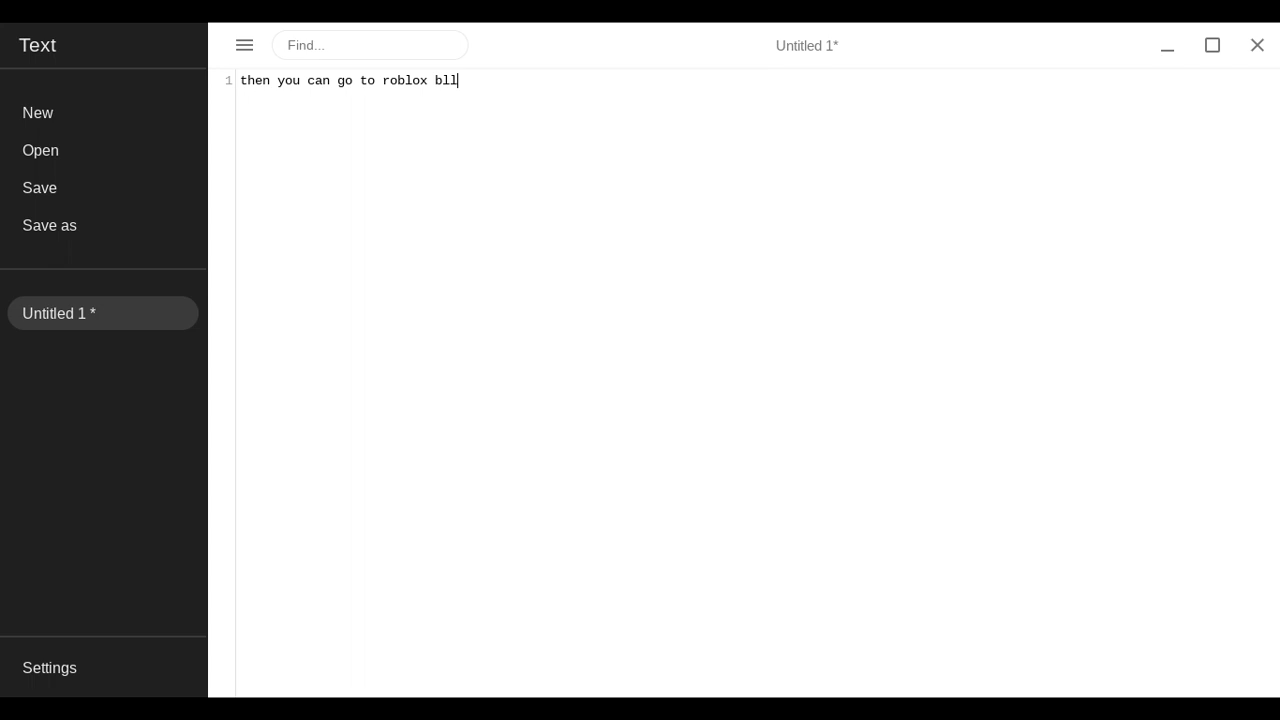 Text
Find...
Untitled 1*
New
Open
Save
Save as
Untitled 1 *
Settings
1
then you can go to roblox bll